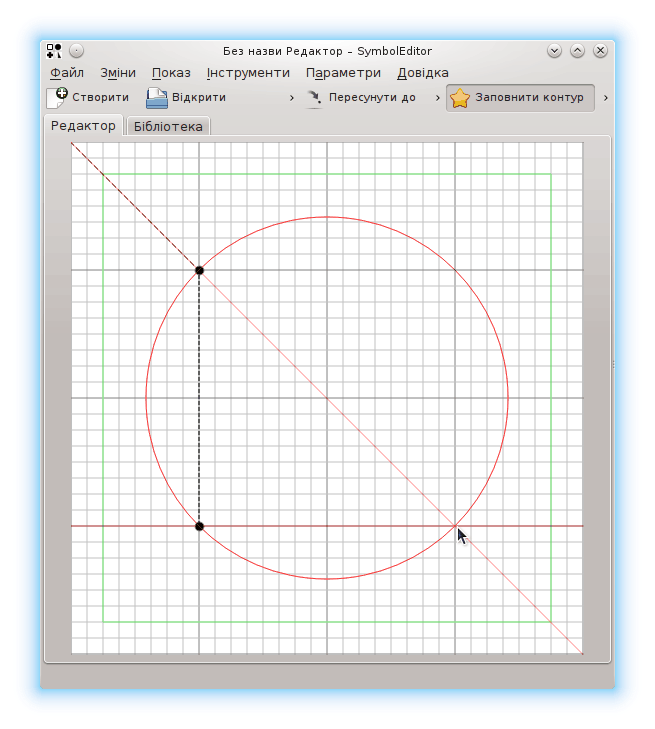 Без назви Редактор – SymbolEditor
Файл Зміни Показ Інструменти Параметри Довідка
Створити Відкрити Пересунути до Заповнити контур
Редактор Бібліотека